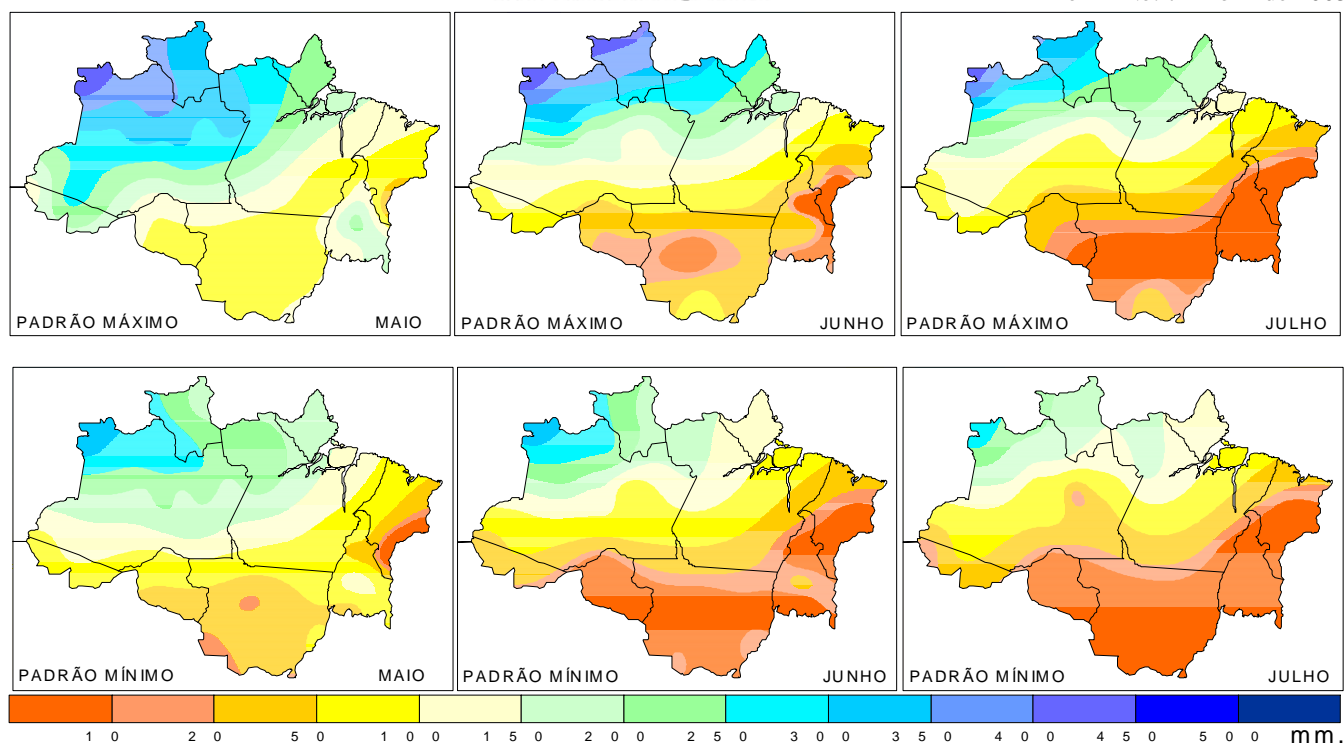 PADRÃO MÁXIMO MAIO
PADRÃO MÁXIMO JUNHO
PADRÃO MÁXIMO JULHO
PADRÃO MÍNIMO MAIO
PADRÃO MÍNIMO JUNHO
PADRÃO MÍNIMO JULHO
10 20 50 100 150 200 250 300 350 400 450 500 mm.